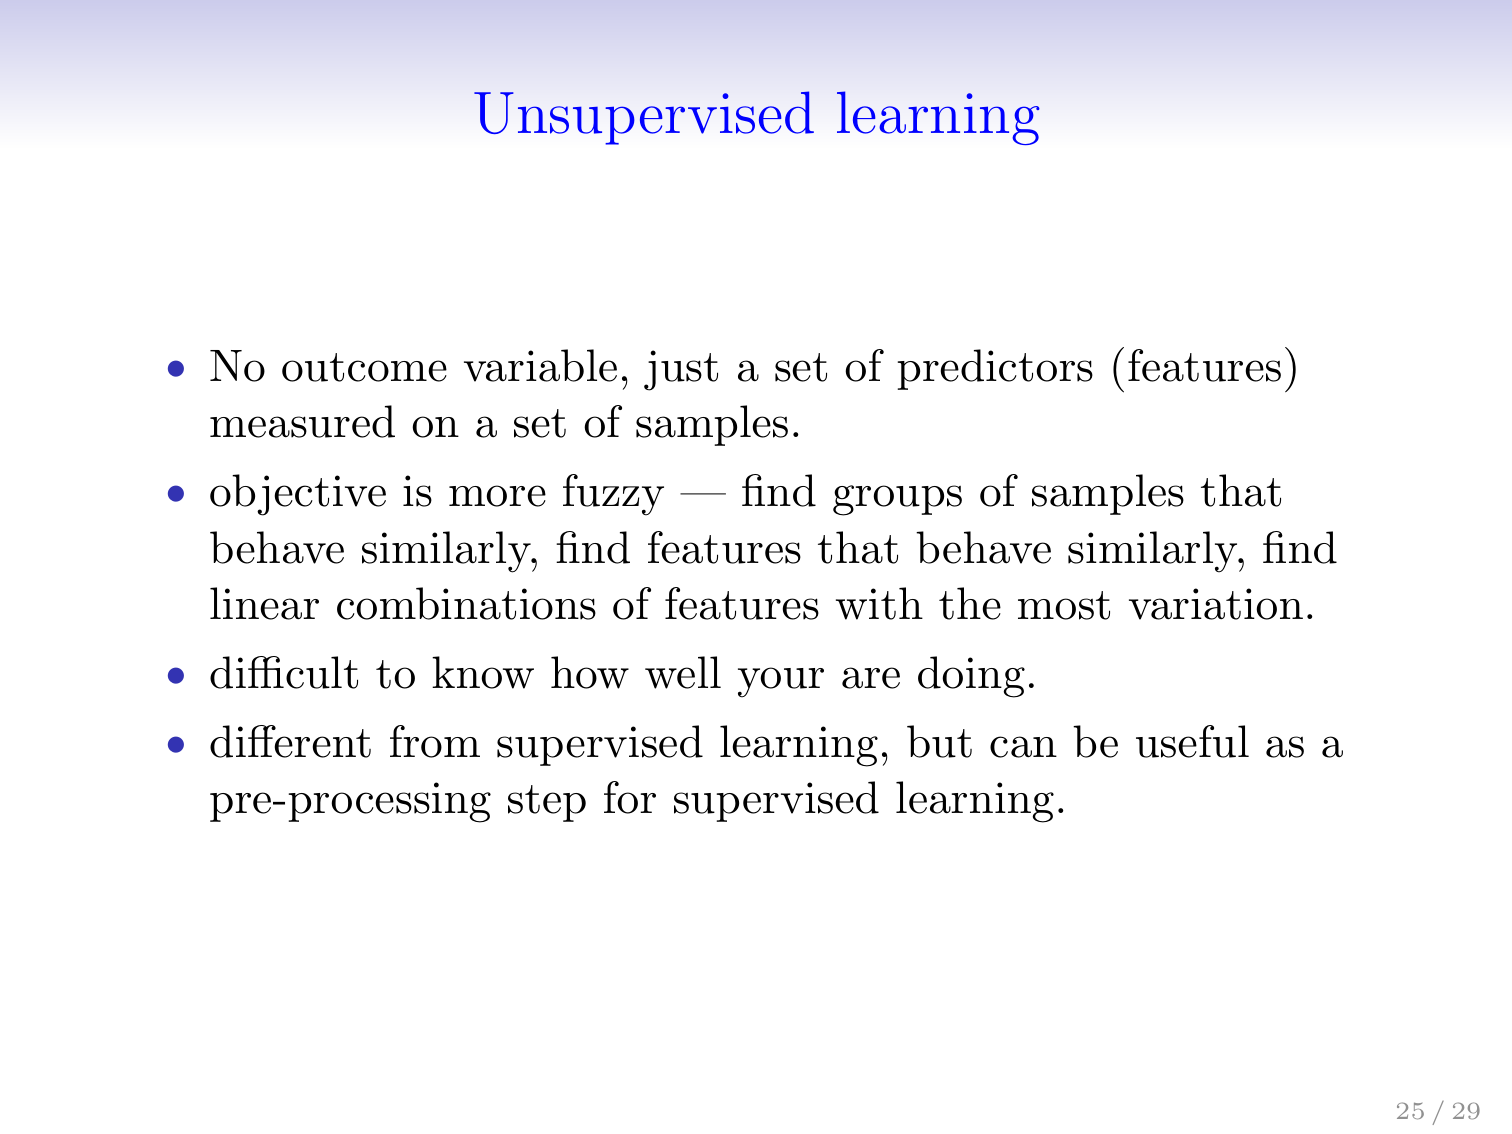 Unsupervised learning
• No outcome variable, just a set of predictors (features)
measured on a set of samples.
• objective is more fuzzy — find groups of samples that
behave similarly, find features that behave similarly, find
linear combinations of features with the most variation.
• difficult to know how well your are doing.
• different from supervised learning, but can be useful as a
pre-processing step for supervised learning.
25 / 29